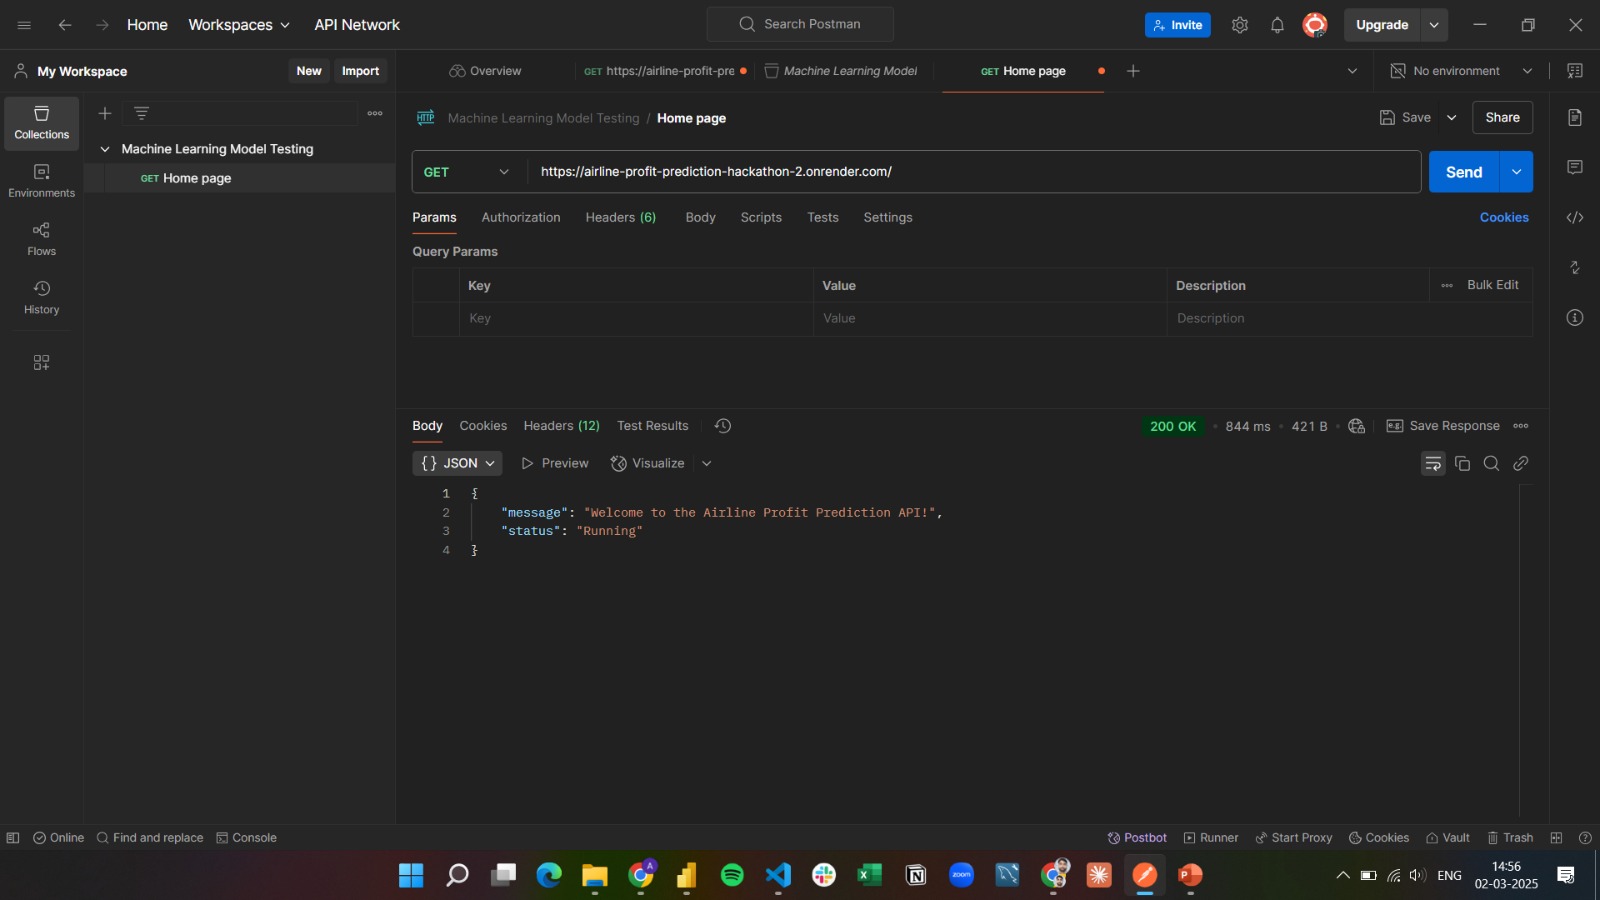 Home
Workspaces
API Network
Search Postman
Invite
Upgrade
My Workspace
New
Import
Overview
GET https://airline-profit-pre
Machine Learning Model
GET Home page
No environment
Collections
Environments
Flows
History
Machine Learning Model Testing
GET Home page
HTTP Machine Learning Model Testing / Home page
Save
Share
GET
https://airline-profit-prediction-hackathon-2.onrender.com/
Send
Params
Authorization
Headers (6)
Body
Scripts
Tests
Settings
Cookies
Query Params
Key
Value
Description
Bulk Edit
Key
Value
Description
Body
Cookies
Headers (12)
Test Results
200 OK
844 ms
421 B
e.g. Save Response
{} JSON
Preview
Visualize
1 {
2 "message": "Welcome to the Airline Profit Prediction API!",
3 "status": "Running"
4 }
Online
Find and replace
Console
Postbot
Runner
Start Proxy
Cookies
Vault
Trash
A
zoom
ENG
14:56
02-03-2025